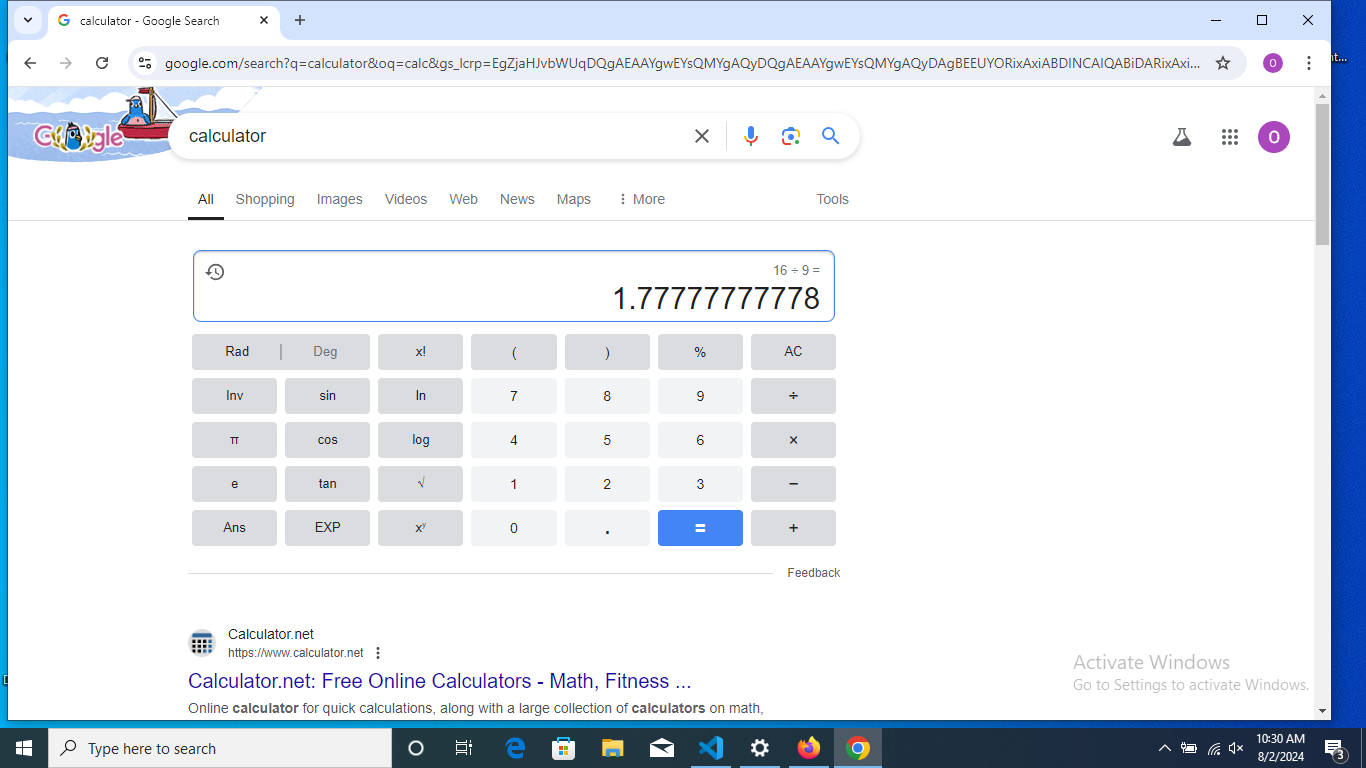 calculator - Google Search
google.com/search?q=calculator&oq=calc&gs_lcrp=EgZjaHJvbWUqDQgAEAAYgwEYsQMYgAQyDQgAEAAYgwEYsQMYgAQyDAgBEEUYORixAxiABDINCAIQABiDARixAxi...
O
nt...
Google
calculator
O
All Shopping Images Videos Web News Maps More Tools
16 ÷ 9 =
1.77777777778
Rad | Deg x! ( ) % AC
Inv sin ln 7 8 9 ÷
π cos log 4 5 6 ×
e tan √ 1 2 3 −
Ans EXP xʸ 0 . = +
Feedback
Calculator.net
https://www.calculator.net
Calculator.net: Free Online Calculators - Math, Fitness ...
Online calculator for quick calculations, along with a large collection of calculators on math,
Activate Windows
Go to Settings to activate Windows.
Type here to search
10:30 AM
8/2/2024
3